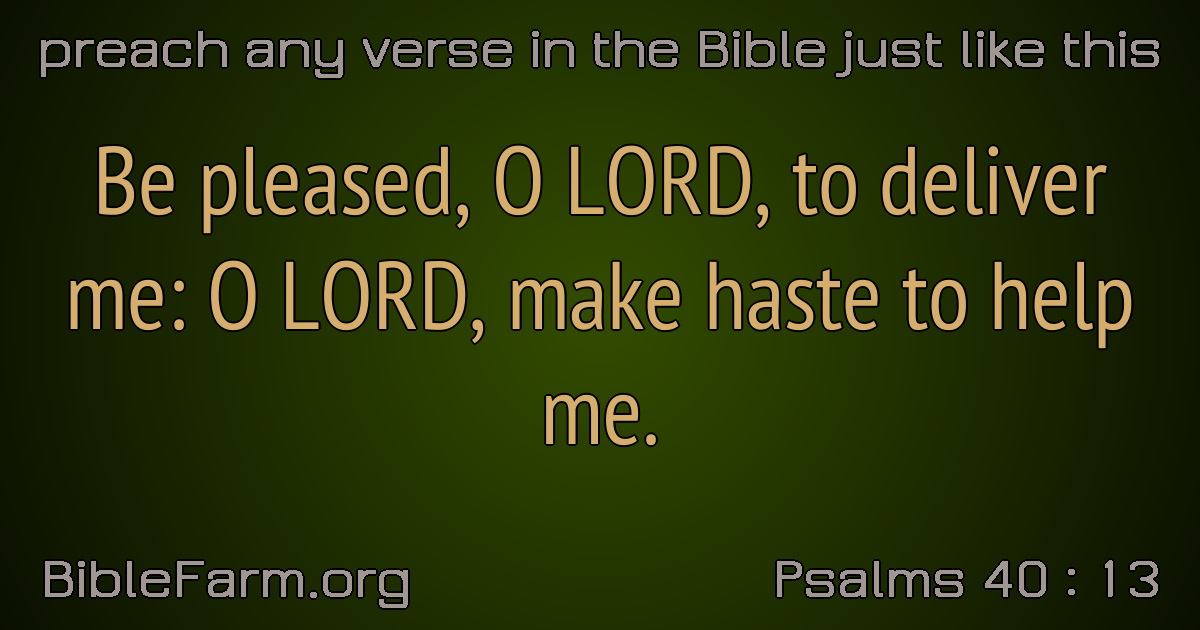 preach any verse in the Bible just like this
Be pleased, O LORD, to deliver
me: O LORD, make haste to help
me.
BibleFarm.org
Psalms 40 : 13